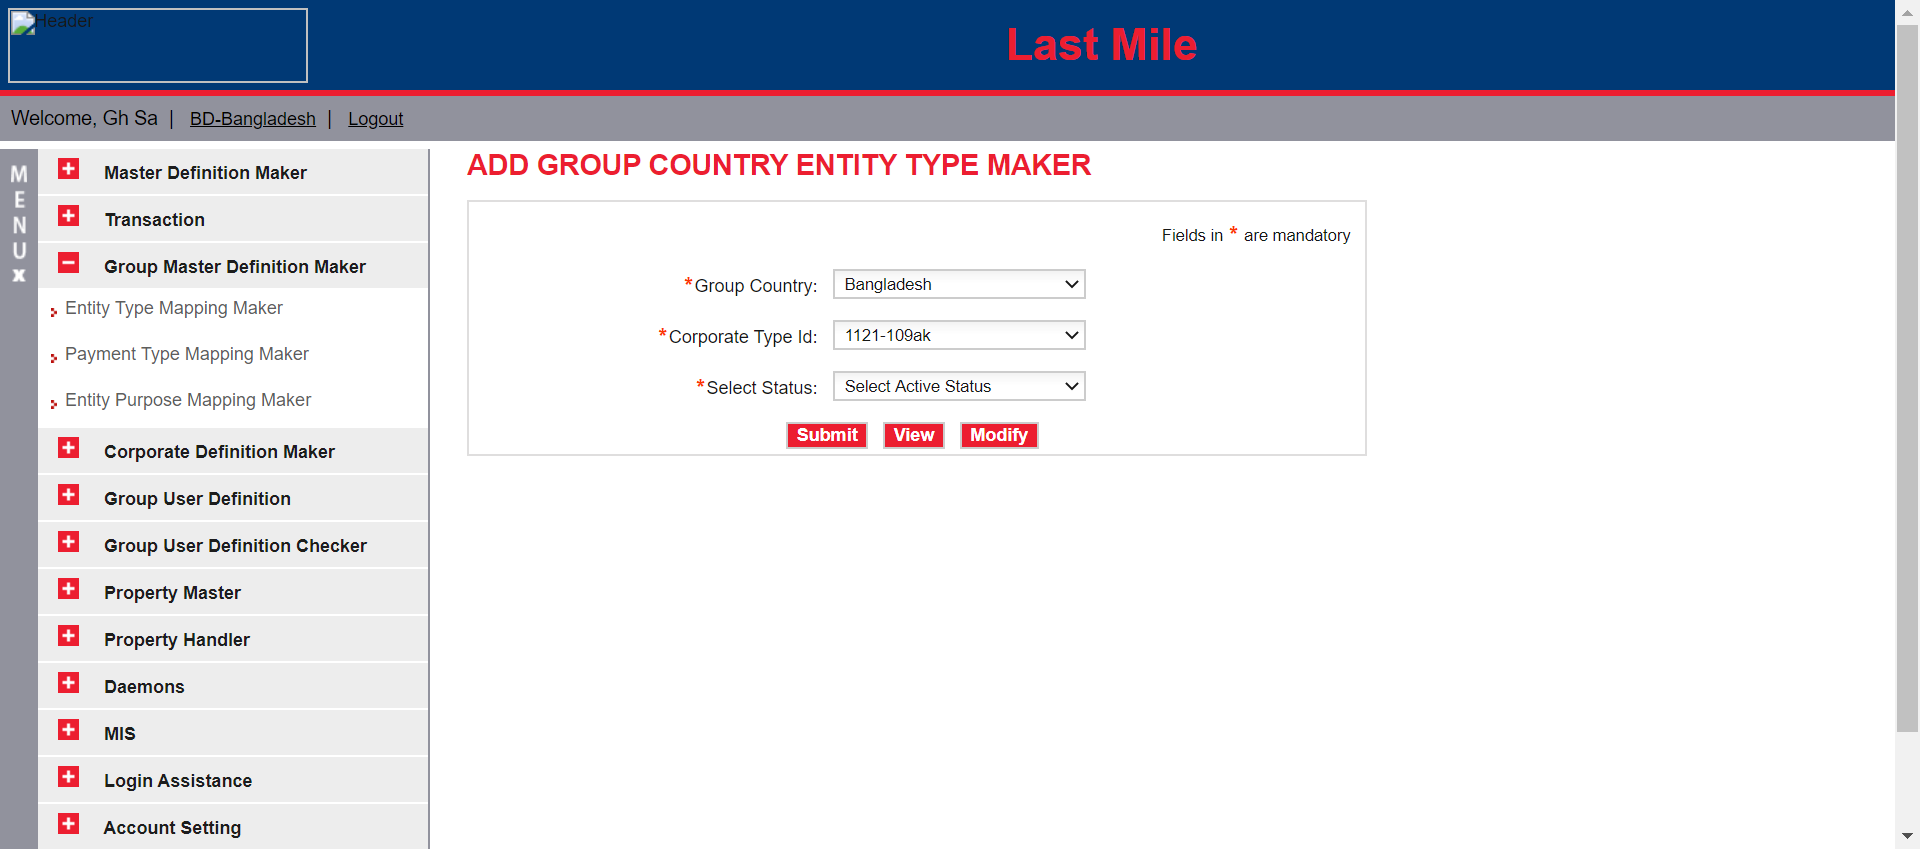 Header
Last Mile
Welcome, Gh Sa | BD-Bangladesh | Logout
MENU
x
Master Definition Maker
Transaction
Group Master Definition Maker
Entity Type Mapping Maker
Payment Type Mapping Maker
Entity Purpose Mapping Maker
Corporate Definition Maker
Group User Definition
Group User Definition Checker
Property Master
Property Handler
Daemons
MIS
Login Assistance
Account Setting
ADD GROUP COUNTRY ENTITY TYPE MAKER
Fields in * are mandatory
*Group Country: Bangladesh
*Corporate Type Id: 1121-109ak
*Select Status: Select Active Status
Submit View Modify